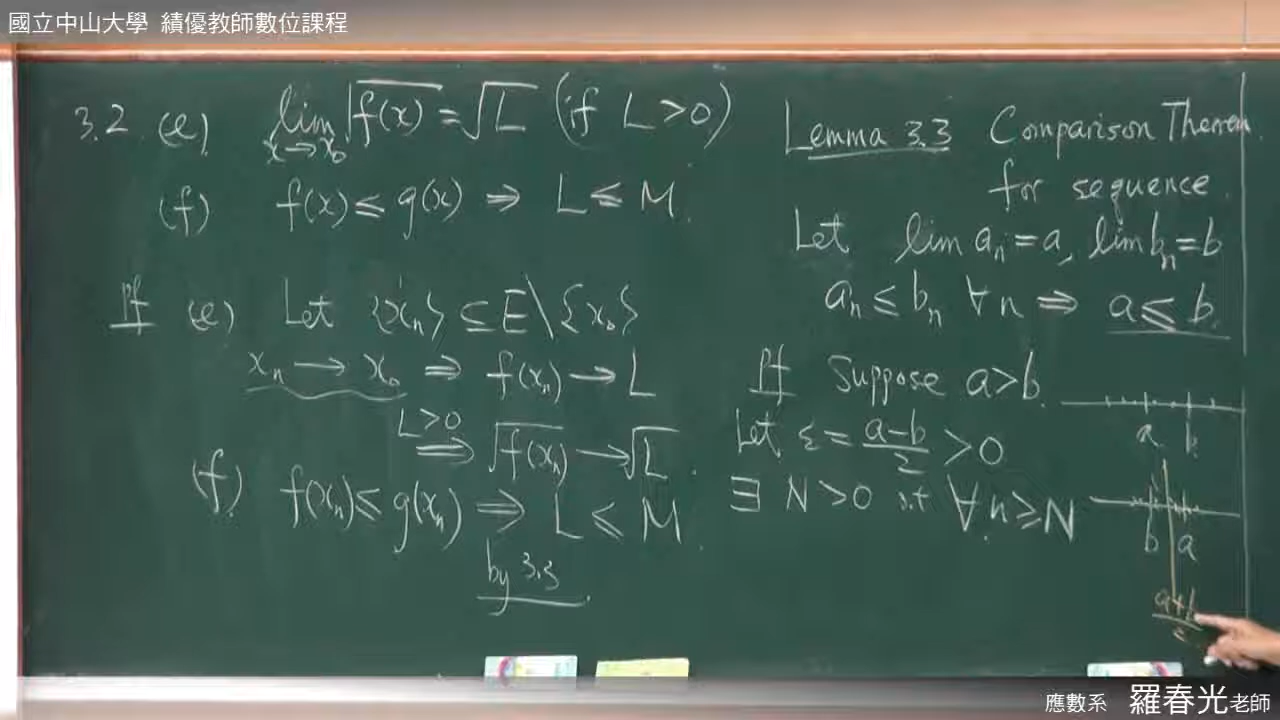 國立中山大學 績優教師數位課程
3.2 (e) lim x→x₀ √f(x) = √L (if L>0)
(f) f(x) ≤ g(x) ⇒ L ≤ M.
Pf (e) Let {xₙ} ⊆ E\{x₀}
xₙ → x₀ ⇒ f(xₙ) → L
L>0 ⟹ √f(xₙ) → √L.
(f) f(xₙ) ≤ g(xₙ) ⇒ L ≤ M.
by 3.3
Lemma 3.3 Comparison Theorem
for sequence.
Let lim aₙ = a, lim bₙ = b
aₙ ≤ bₙ ∀n ⇒ a ≤ b.
Pf Suppose a>b.
a b
Let ε = (a-b)/2 > 0
∃ N>0 s.t ∀n≥N
b a
(a+b)/2
應數系 羅春光老師